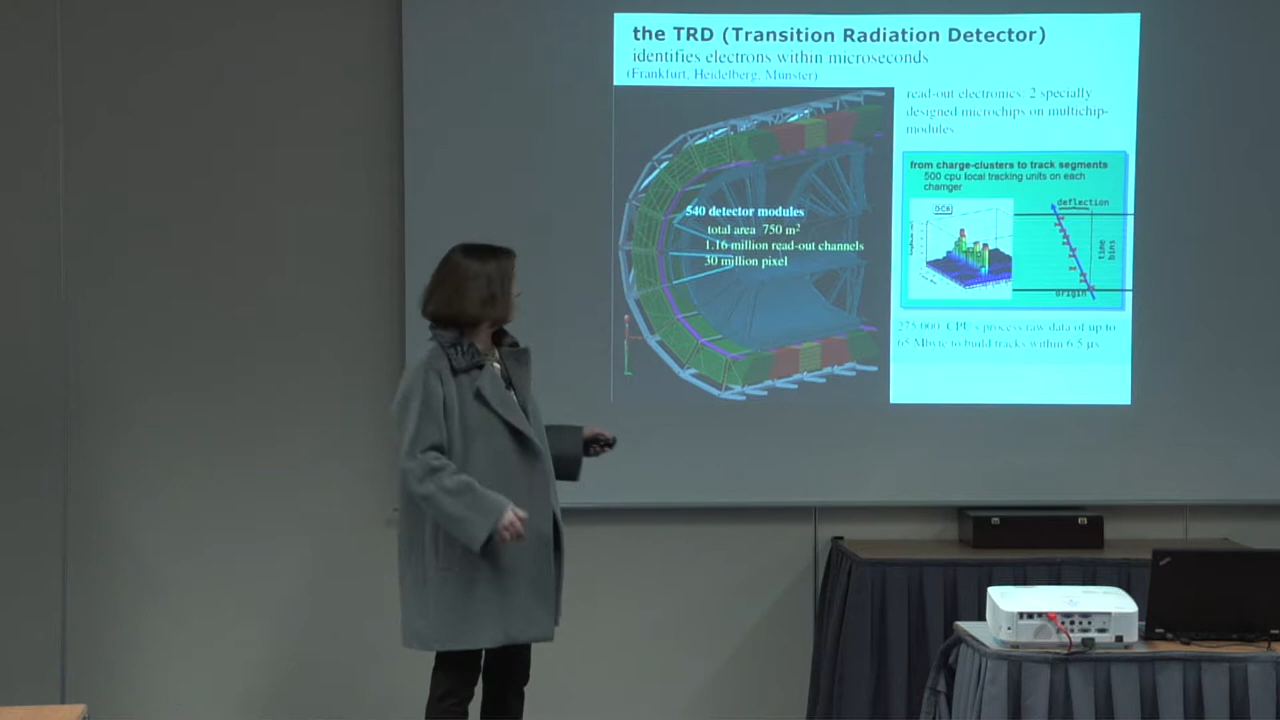 the TRD (Transition Radiation Detector)
identifies electrons within microseconds
(Frankfurt, Heidelberg, Munster)
read-out electronics: 2 specially
designed microchips on multichip-
modules
540 detector modules
total area 750 m²
1.16 million read-out channels
30 million pixel
from charge-clusters to track segments
500 cpu local tracking units on each
chamger
deflection
time
bins
origin
275 000 CPU's process raw data of up to
65 Mbyte to build tracks within 6.5 µs